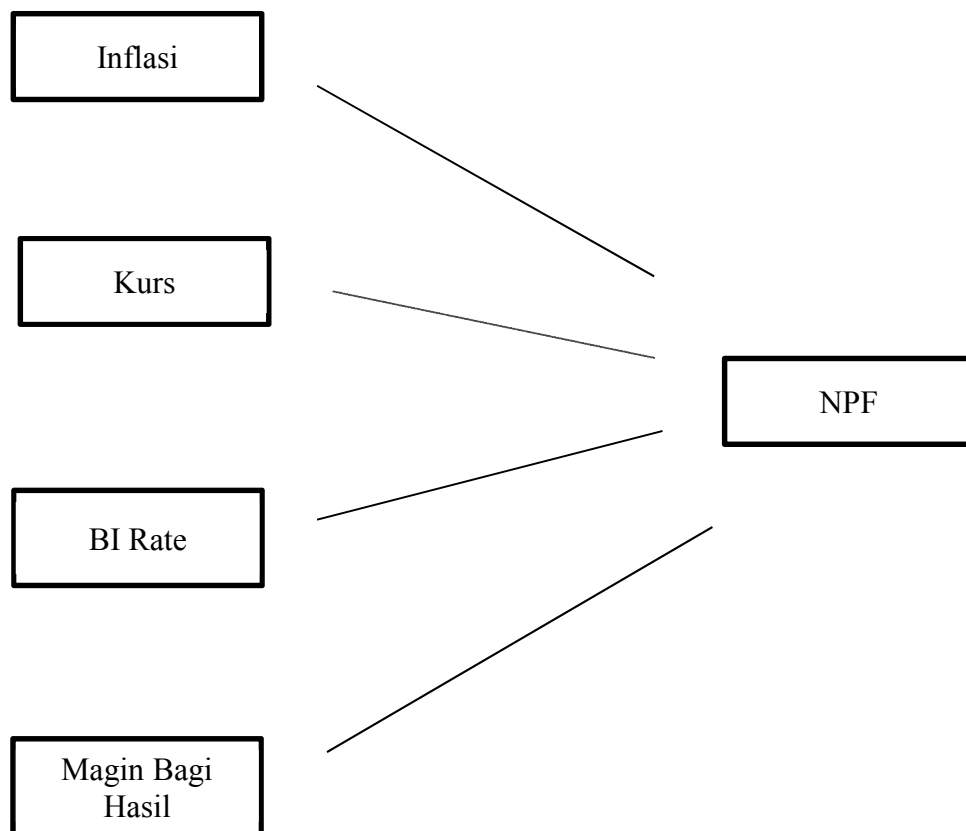 Inflasi
Kurs
NPF
BI Rate
Magin Bagi
Hasil